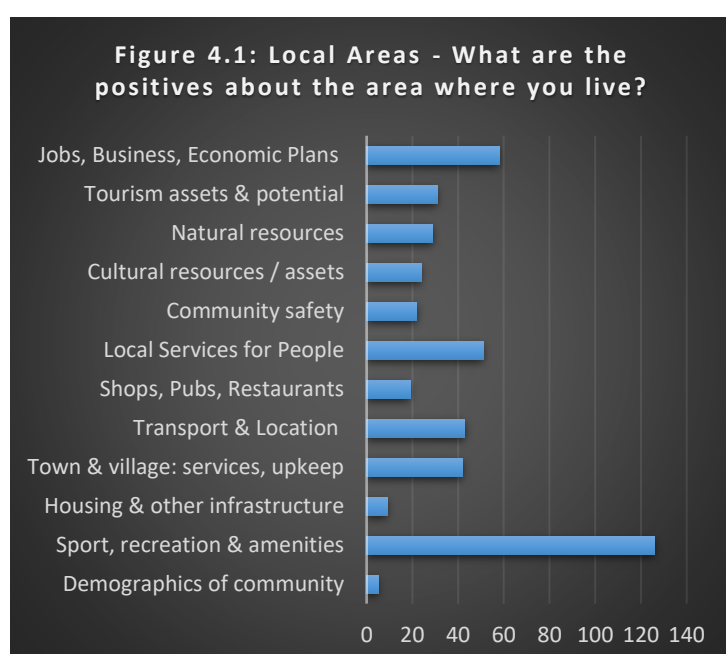 Figure 4.1: Local Areas - What are the
positives about the area where you live?
Jobs, Business, Economic Plans
Tourism assets & potential
Natural resources
Cultural resources / assets
Community safety
Local Services for People
Shops, Pubs, Restaurants
Transport & Location
Town & village: services, upkeep
Housing & other infrastructure
Sport, recreation & amenities
Demographics of community
0 20 40 60 80 100 120 140